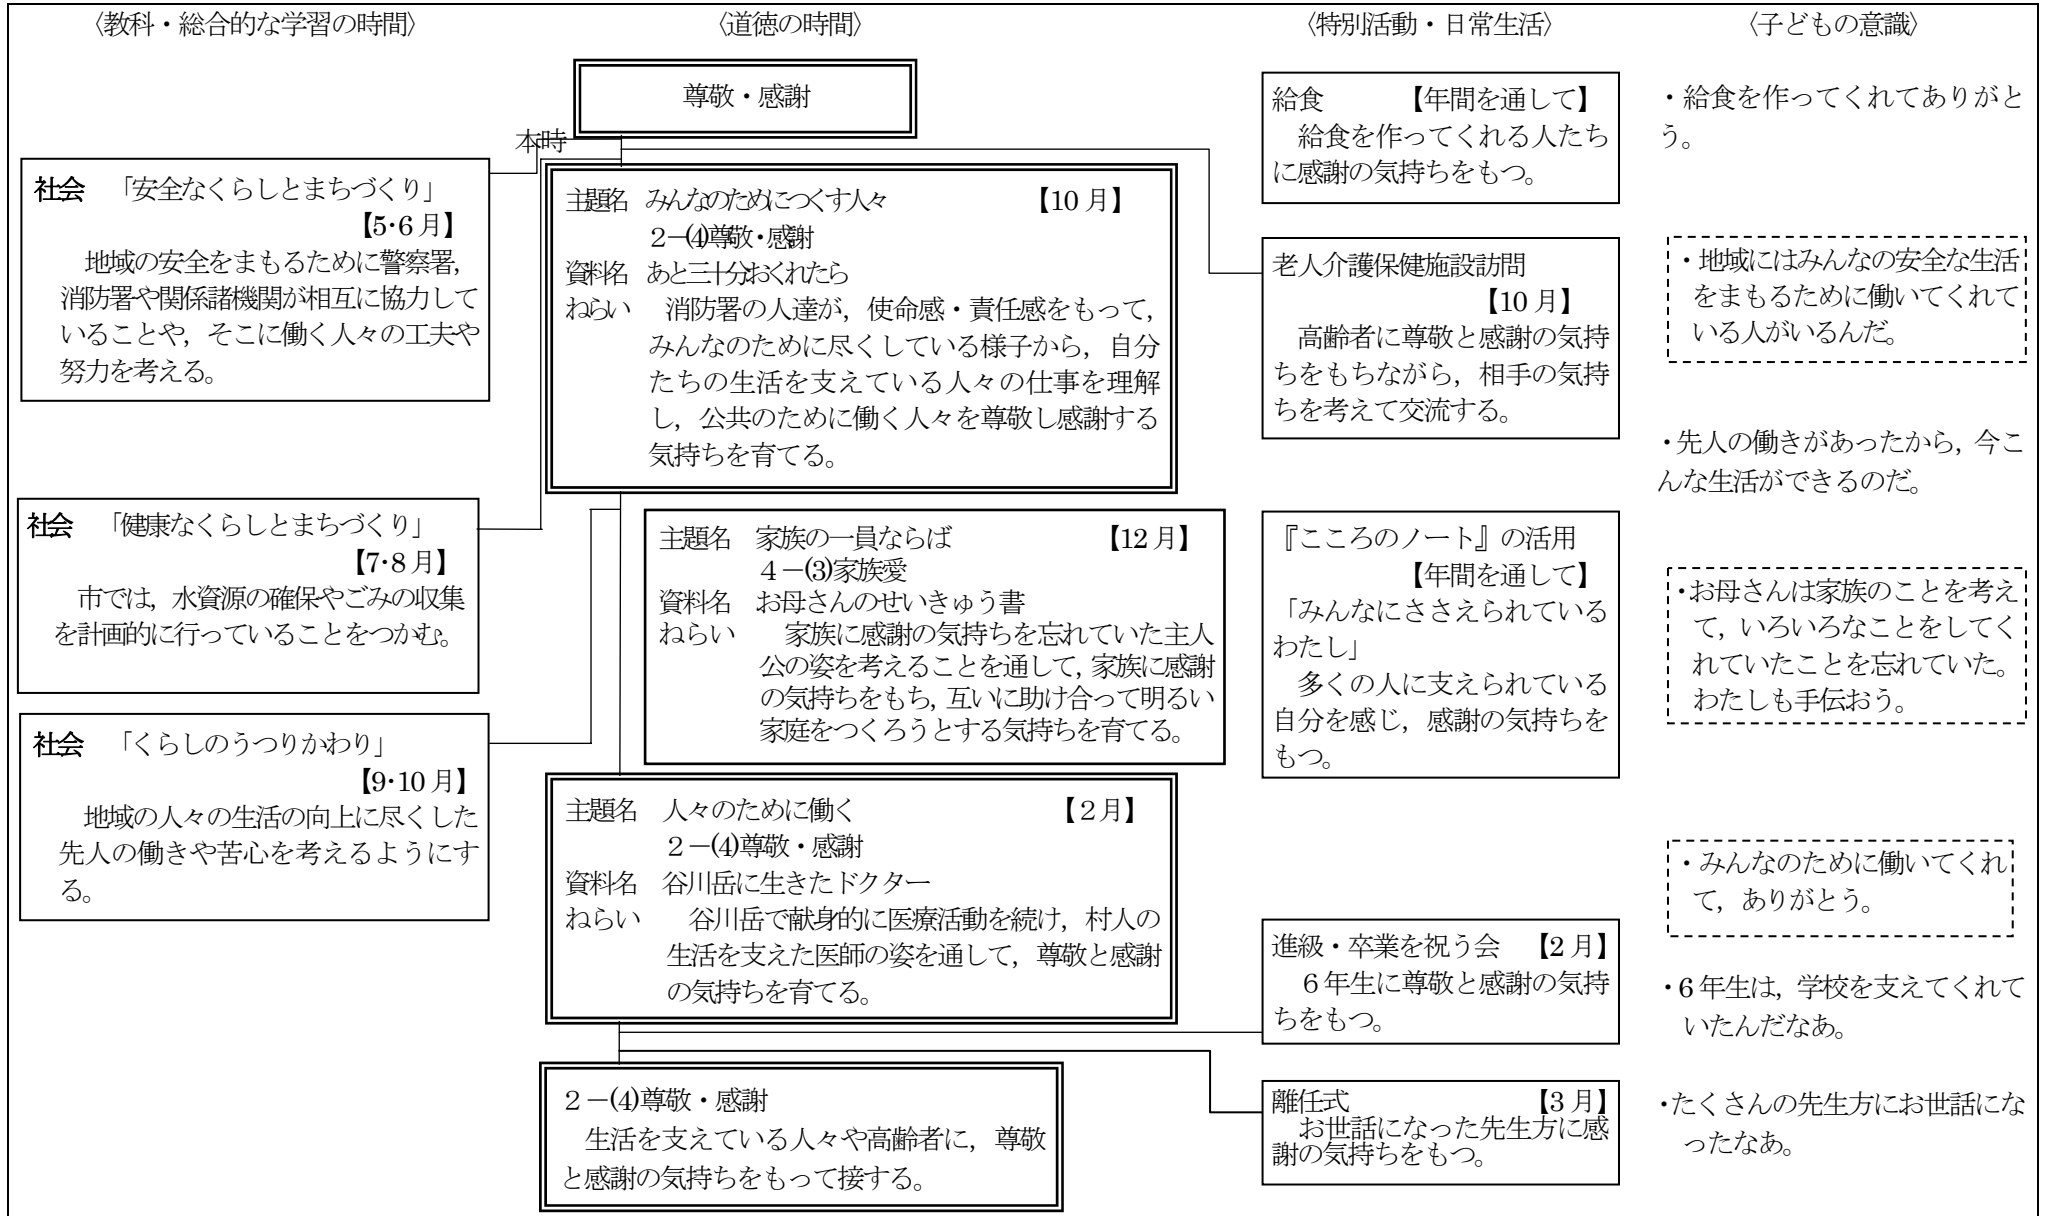 〈教科・総合的な学習の時間〉
〈道徳の時間〉
〈特別活動・日常生活〉
〈子どもの意識〉
尊敬・感謝
本時
社会　「安全なくらしとまちづくり」
【5・6月】
地域の安全をまもるために警察署，
消防署や関係諸機関が相互に協力して
いることや，そこに働く人々の工夫や
努力を考える。
社会　「健康なくらしとまちづくり」
【7・8月】
市では，水資源の確保やごみの収集
を計画的に行っていることをつかむ。
社会　「くらしのうつりかわり」
【9・10月】
地域の人々の生活の向上に尽くした
先人の働きや苦心を考えるようにす
る。
主題名　みんなのためにつくす人々　【10月】
２－(4)尊敬・感謝
資料名　あと三十分おくれたら
ねらい　消防署の人達が，使命感・責任感をもって，
みんなのために尽くしている様子から，自分
たちの生活を支えている人々の仕事を理解
し，公共のために働く人々を尊敬し感謝する
気持ちを育てる。
主題名　家族の一員ならば　【12月】
４－(3)家族愛
資料名　お母さんのせいきゅう書
ねらい　家族に感謝の気持ちを忘れていた主人
公の姿を考えることを通して，家族に感謝
の気持ちをもち，互いに助け合って明るい
家庭をつくろうとする気持ちを育てる。
主題名　人々のために働く　【２月】
２－(4)尊敬・感謝
資料名　谷川岳に生きたドクター
ねらい　谷川岳で献身的に医療活動を続け，村人の
生活を支えた医師の姿を通して，尊敬と感謝
の気持ちを育てる。
２－(4)尊敬・感謝
生活を支えている人々や高齢者に，尊敬
と感謝の気持ちをもって接する。
給食　【年間を通して】
給食を作ってくれる人たち
に感謝の気持ちをもつ。
老人介護保健施設訪問
【10月】
高齢者に尊敬と感謝の気持
ちをもちながら，相手の気持
ちを考えて交流する。
『こころのノート』の活用
【年間を通して】
「みんなにささえられている
わたし」
多くの人に支えられている
自分を感じ，感謝の気持ちを
もつ。
進級・卒業を祝う会　【2月】
６年生に尊敬と感謝の気持
ちをもつ。
離任式　【3月】
お世話になった先生方に感
謝の気持ちをもつ。
・給食を作ってくれてありがと
う。
・地域にはみんなの安全な生活
をまもるために働いてくれて
いる人がいるんだ。
・先人の働きがあったから，今こ
んな生活ができるのだ。
・お母さんは家族のことを考え
て，いろいろなことをしてく
れていたことを忘れていた。
わたしも手伝おう。
・みんなのために働いてくれ
て，ありがとう。
・6年生は，学校を支えてくれて
いたんだなあ。
・たくさんの先生方にお世話にな
ったなあ。